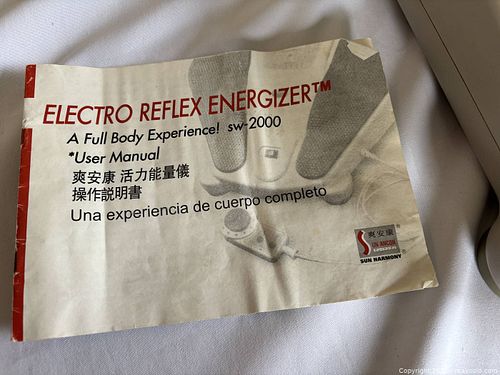 ELECTRO REFLEX ENERGIZER™
A Full Body Experience! sw-2000
*User Manual
爽安康 活力能量儀
操作説明書
Una experiencia de cuerpo completo
爽安康
SUN HARMONY